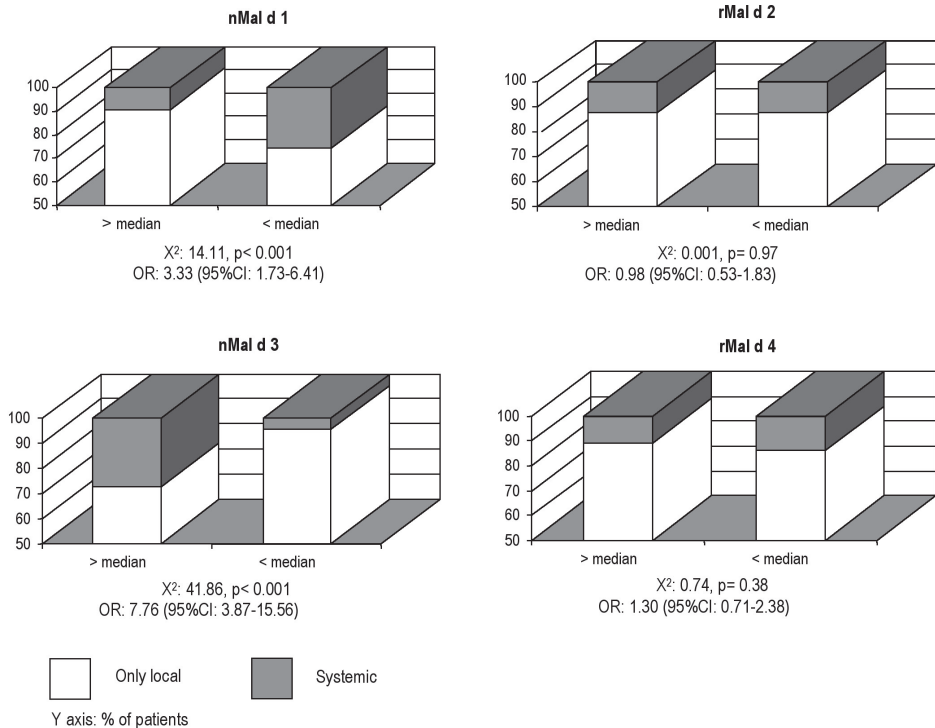 nMal d 1
100
90
80
70
60
50
> median
< median
X²: 14.11, p< 0.001
OR: 3.33 (95%CI: 1.73-6.41)
rMal d 2
100
90
80
70
60
50
> median
< median
X²: 0.001, p= 0.97
OR: 0.98 (95%CI: 0.53-1.83)
nMal d 3
100
90
80
70
60
50
> median
< median
X²: 41.86, p< 0.001
OR: 7.76 (95%CI: 3.87-15.56)
rMal d 4
100
90
80
70
60
50
> median
< median
X²: 0.74, p= 0.38
OR: 1.30 (95%CI: 0.71-2.38)
Only local
Systemic
Y axis: % of patients